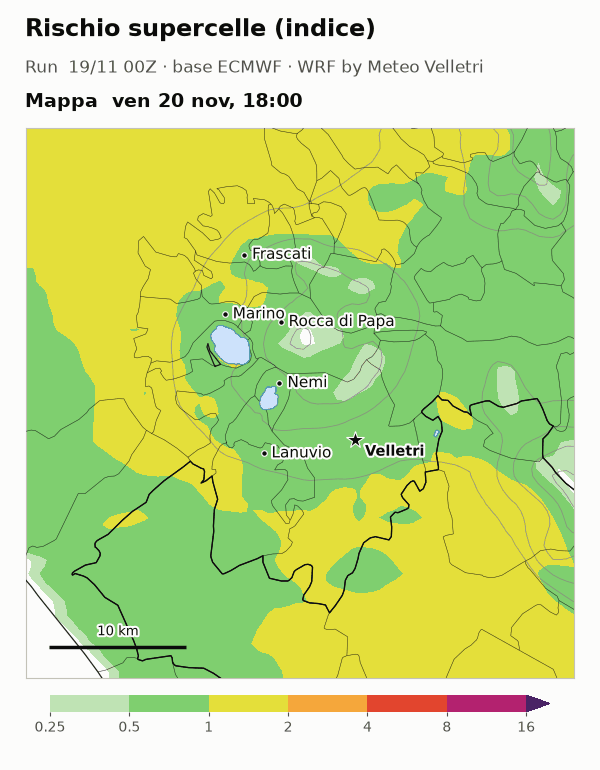 Rischio supercelle (indice)
Run  19/11 00Z · base ECMWF · WRF by Meteo Velletri
Mappa  ven 20 nov, 18:00
Frascati
Marino
Rocca di Papa
Nemi
Velletri
Lanuvio
10 km
0.25 0.5 1 2 4 8 16